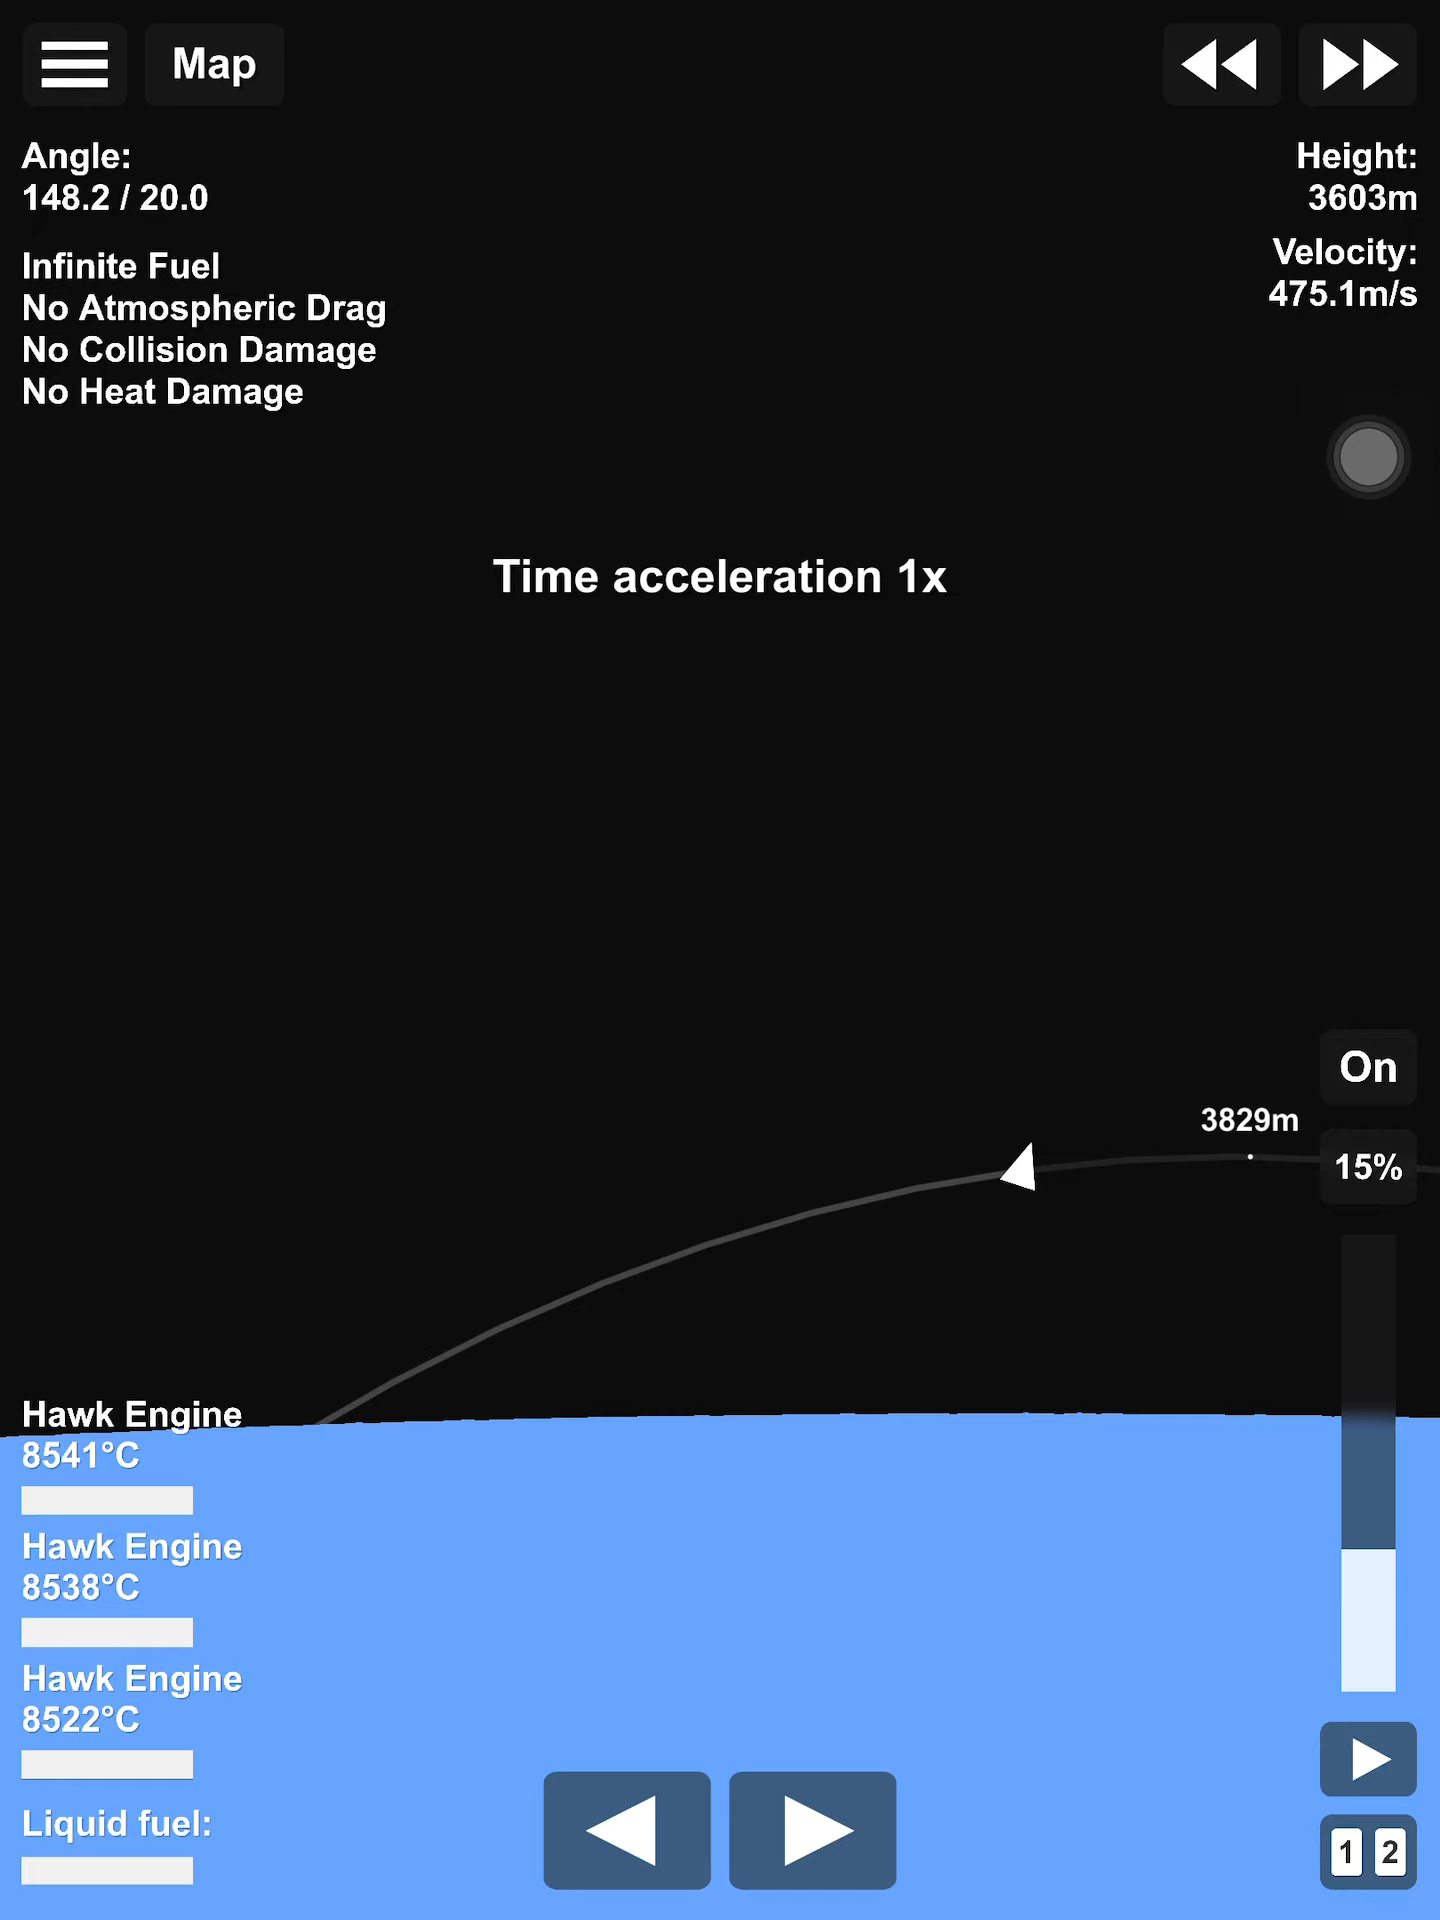 Map
Angle:
148.2 / 20.0
Infinite Fuel
No Atmospheric Drag
No Collision Damage
No Heat Damage
Height:
3603m
Velocity:
475.1m/s
Time acceleration 1x
On
3829m
15%
Hawk Engine
8541°C
Hawk Engine
8538°C
Hawk Engine
8522°C
Liquid fuel:
1 2